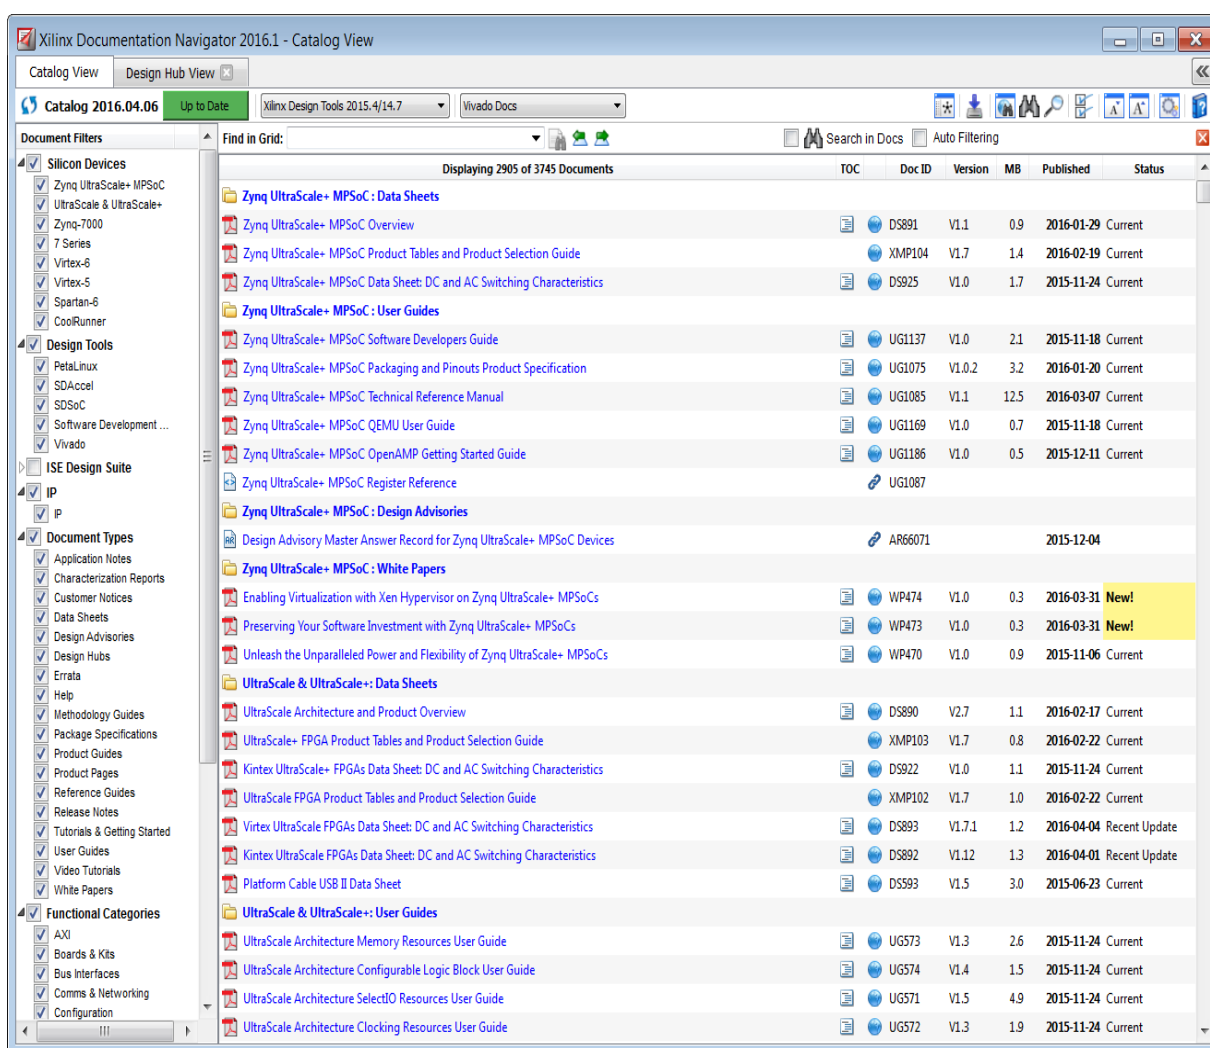 Xilinx Documentation Navigator 2016.1 - Catalog View
Catalog View Design Hub View
Catalog 2016.04.06 Up to Date Xilinx Design Tools 2015.4/14.7 Vivado Docs
Document Filters
Silicon Devices
Zynq UltraScale+ MPSoC
UltraScale & UltraScale+
Zynq-7000
7 Series
Virtex-6
Virtex-5
Spartan-6
CoolRunner
Design Tools
PetaLinux
SDAccel
SDSoC
Software Development ...
Vivado
ISE Design Suite
IP
IP
Document Types
Application Notes
Characterization Reports
Customer Notices
Data Sheets
Design Advisories
Design Hubs
Errata
Help
Methodology Guides
Package Specifications
Product Guides
Product Pages
Reference Guides
Release Notes
Tutorials & Getting Started
User Guides
Video Tutorials
White Papers
Functional Categories
AXI
Boards & Kits
Bus Interfaces
Comms & Networking
Configuration
Find in Grid: Search in Docs Auto Filtering
Displaying 2905 of 3745 Documents TOC Doc ID Version MB Published Status
Zynq UltraScale+ MPSoC : Data Sheets
Zynq UltraScale+ MPSoC Overview DS891 V1.1 0.9 2016-01-29 Current
Zynq UltraScale+ MPSoC Product Tables and Product Selection Guide XMP104 V1.7 1.4 2016-02-19 Current
Zynq UltraScale+ MPSoC Data Sheet: DC and AC Switching Characteristics DS925 V1.0 1.7 2015-11-24 Current
Zynq UltraScale+ MPSoC : User Guides
Zynq UltraScale+ MPSoC Software Developers Guide UG1137 V1.0 2.1 2015-11-18 Current
Zynq UltraScale+ MPSoC Packaging and Pinouts Product Specification UG1075 V1.0.2 3.2 2016-01-20 Current
Zynq UltraScale+ MPSoC Technical Reference Manual UG1085 V1.1 12.5 2016-03-07 Current
Zynq UltraScale+ MPSoC QEMU User Guide UG1169 V1.0 0.7 2015-11-18 Current
Zynq UltraScale+ MPSoC OpenAMP Getting Started Guide UG1186 V1.0 0.5 2015-12-11 Current
Zynq UltraScale+ MPSoC Register Reference UG1087
Zynq UltraScale+ MPSoC : Design Advisories
Design Advisory Master Answer Record for Zynq UltraScale+ MPSoC Devices AR66071 2015-12-04
Zynq UltraScale+ MPSoC : White Papers
Enabling Virtualization with Xen Hypervisor on Zynq UltraScale+ MPSoCs WP474 V1.0 0.3 2016-03-31 New!
Preserving Your Software Investment with Zynq UltraScale+ MPSoCs WP473 V1.0 0.3 2016-03-31 New!
Unleash the Unparalleled Power and Flexibility of Zynq UltraScale+ MPSoCs WP470 V1.0 0.9 2015-11-06 Current
UltraScale & UltraScale+: Data Sheets
UltraScale Architecture and Product Overview DS890 V2.7 1.1 2016-02-17 Current
UltraScale+ FPGA Product Tables and Product Selection Guide XMP103 V1.7 0.8 2016-02-22 Current
Kintex UltraScale+ FPGAs Data Sheet: DC and AC Switching Characteristics DS922 V1.0 1.1 2015-11-24 Current
UltraScale FPGA Product Tables and Product Selection Guide XMP102 V1.7 1.0 2016-02-22 Current
Virtex UltraScale FPGAs Data Sheet: DC and AC Switching Characteristics DS893 V1.7.1 1.2 2016-04-04 Recent Update
Kintex UltraScale FPGAs Data Sheet: DC and AC Switching Characteristics DS892 V1.12 1.3 2016-04-01 Recent Update
Platform Cable USB II Data Sheet DS593 V1.5 3.0 2015-06-23 Current
UltraScale & UltraScale+: User Guides
UltraScale Architecture Memory Resources User Guide UG573 V1.3 2.6 2015-11-24 Current
UltraScale Architecture Configurable Logic Block User Guide UG574 V1.4 1.5 2015-11-24 Current
UltraScale Architecture SelectIO Resources User Guide UG571 V1.5 4.9 2015-11-24 Current
UltraScale Architecture Clocking Resources User Guide UG572 V1.3 1.9 2015-11-24 Current